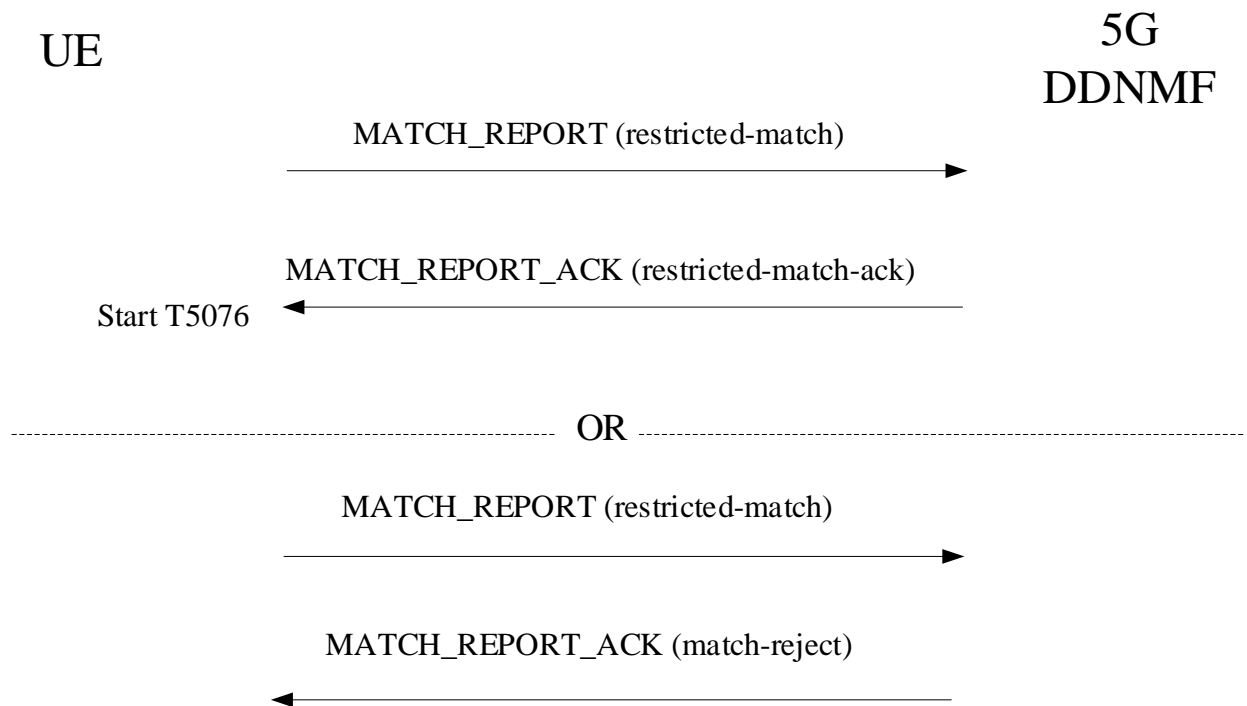 UE
5G
DDNMF
MATCH_REPORT (restricted-match)
MATCH_REPORT_ACK (restricted-match-ack)
Start T5076
OR
MATCH_REPORT (restricted-match)
MATCH_REPORT_ACK (match-reject)